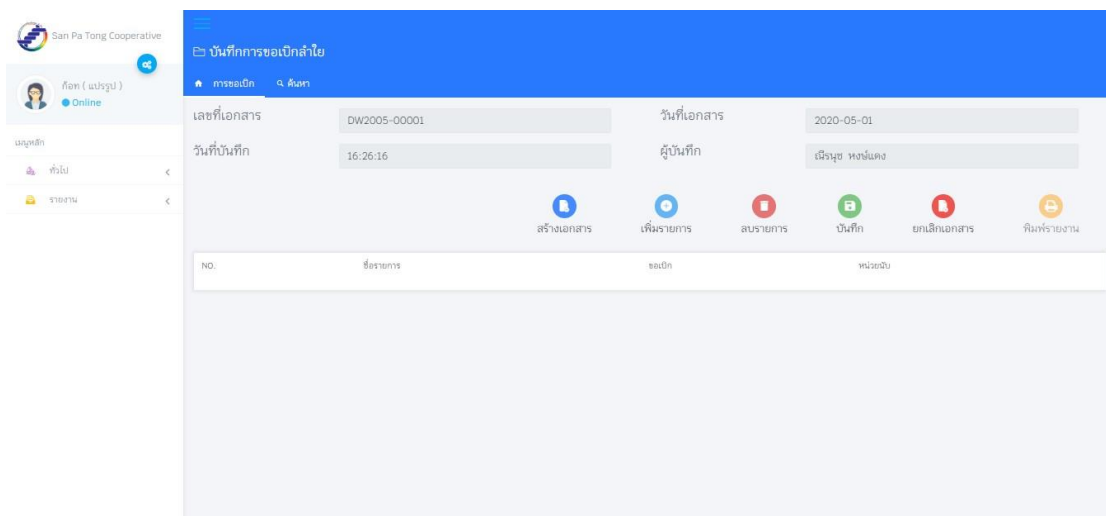 San Pa Tong Cooperative
ก้อท ( แปรรูป )
Online
เมนูหลัก
ทั่วไป
รายงาน
บันทึกการขอเบิกลำใย
การขอเบิก ค้นหา
เลขที่เอกสาร DW2005-00001 วันที่เอกสาร 2020-05-01
วันที่บันทึก 16:26:16 ผู้บันทึก ณีรนุช หงษ์แดง
สร้างเอกสาร เพิ่มรายการ ลบรายการ บันทึก ยกเลิกเอกสาร พิมพ์รายงาน
NO. ชื่อรายการ ขอเบิก หน่วยนับ